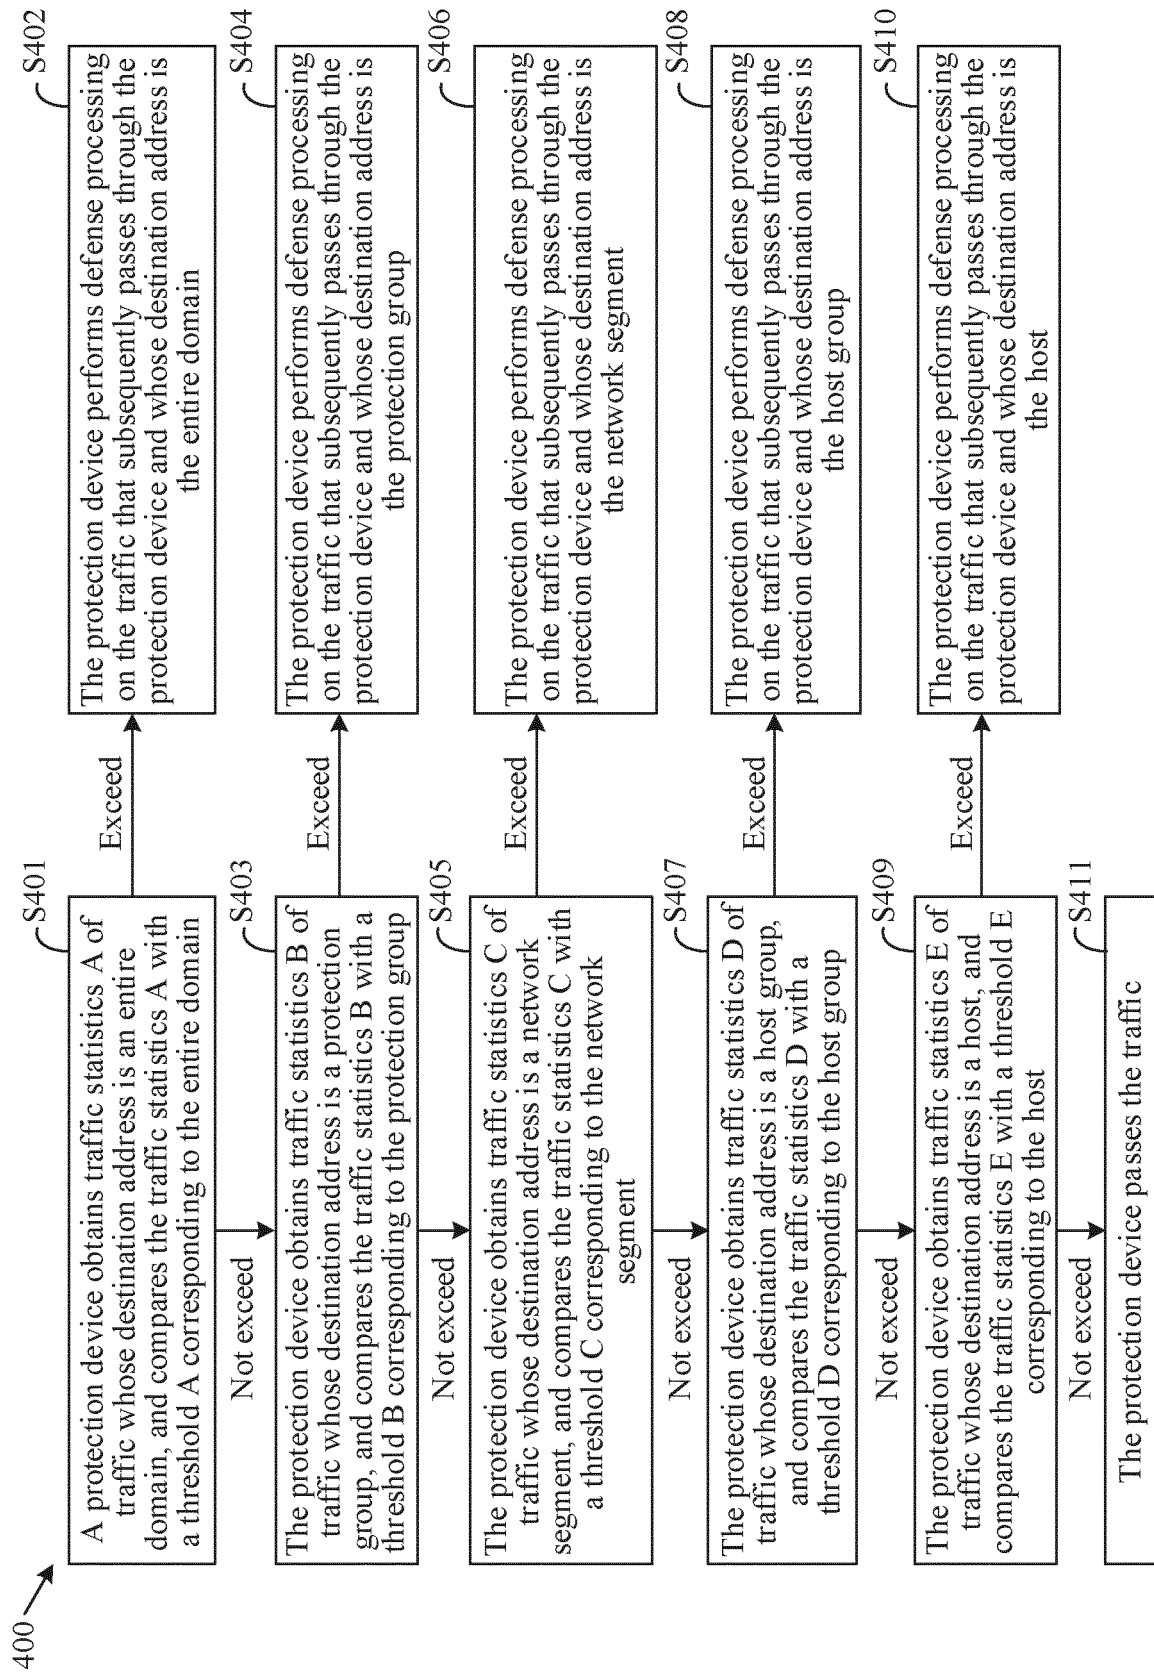 400
S401
A protection device obtains traffic statistics A of
traffic whose destination address is an entire
domain, and compares the traffic statistics A with
a threshold A corresponding to the entire domain
Exceed
S402
The protection device performs defense processing
on the traffic that subsequently passes through the
protection device and whose destination address is
the entire domain
Not exceed
S403
The protection device obtains traffic statistics B of
traffic whose destination address is a protection
group, and compares the traffic statistics B with a
threshold B corresponding to the protection group
Exceed
S404
The protection device performs defense processing
on the traffic that subsequently passes through the
protection device and whose destination address is
the protection group
Not exceed
S405
The protection device obtains traffic statistics C of
traffic whose destination address is a network
segment, and compares the traffic statistics C with
a threshold C corresponding to the network
segment
Exceed
S406
The protection device performs defense processing
on the traffic that subsequently passes through the
protection device and whose destination address is
the network segment
Not exceed
S407
The protection device obtains traffic statistics D of
traffic whose destination address is a host group,
and compares the traffic statistics D with a
threshold D corresponding to the host group
Exceed
S408
The protection device performs defense processing
on the traffic that subsequently passes through the
protection device and whose destination address is
the host group
Not exceed
S409
The protection device obtains traffic statistics E of
traffic whose destination address is a host, and
compares the traffic statistics E with a threshold E
corresponding to the host
Exceed
S410
The protection device performs defense processing
on the traffic that subsequently passes through the
protection device and whose destination address is
the host
Not exceed
S411
The protection device passes the traffic